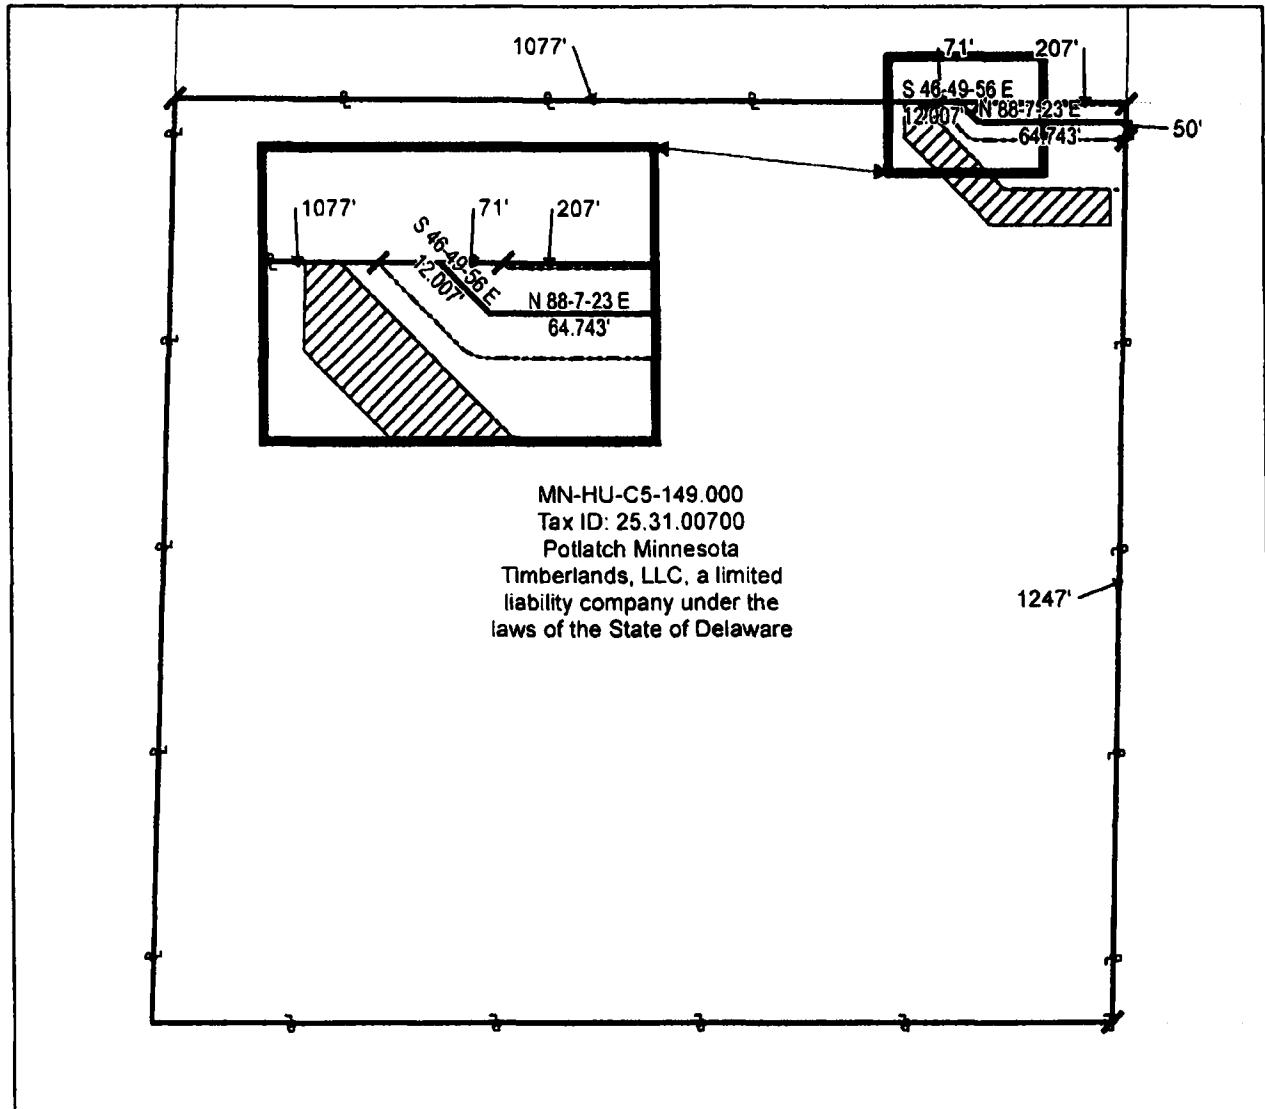 1077'
71'
207'
S 46-49-56 E
12.007'
N 88-7-23 E
64.743'
50'
1077'
71'
207'
S 46-49-56 E
12.007'
N 88-7-23 E
64.743'
MN-HU-C5-149.000
Tax ID: 25.31.00700
Potlatch Minnesota
Timberlands, LLC, a limited
liability company under the
laws of the State of Delaware
1247'